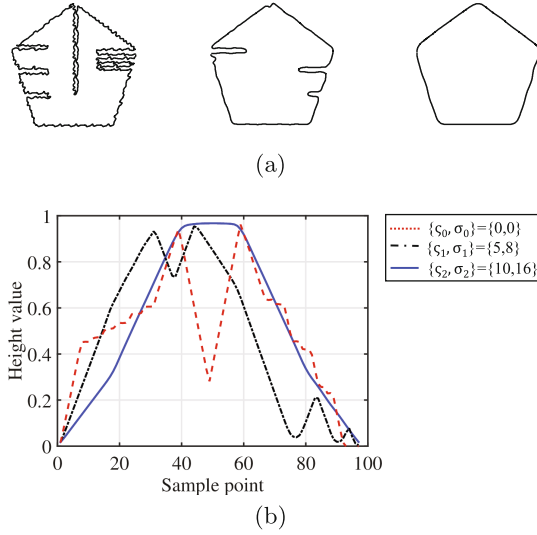 (a)
Height value
1
0.8
0.6
0.4
0.2
0
0 20 40 60 80 100
Sample point
{ς₀, σ₀}={0,0}
{ς₁, σ₁}={5,8}
{ς₂, σ₂}={10,16}
(b)